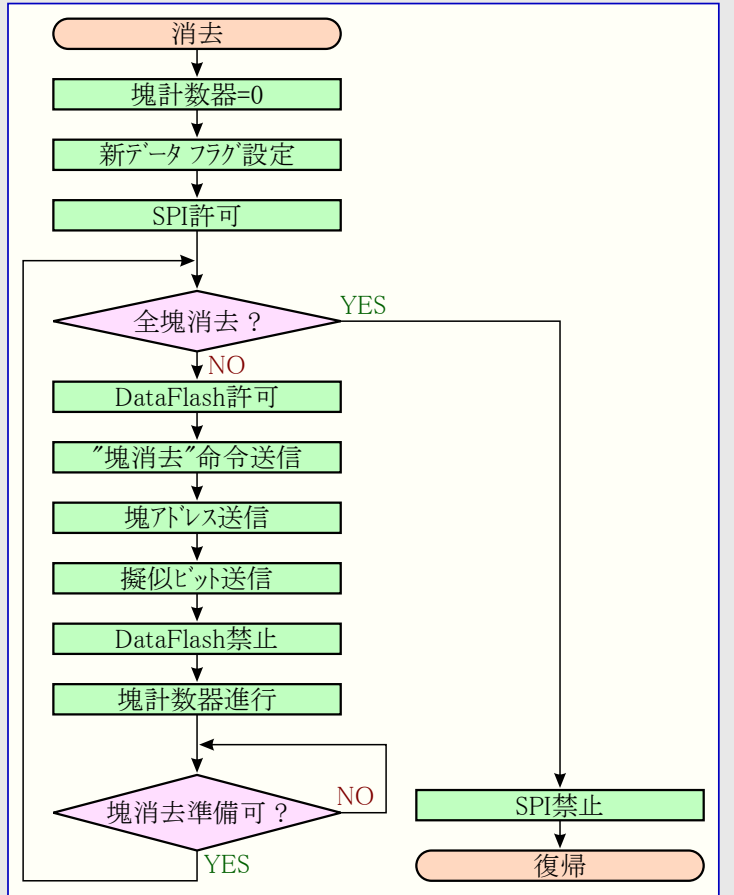 消去
塊計数器=0
新ﾃﾞｰﾀ ﾌﾗｸﾞ設定
SPI許可
全塊消去 ?
YES
NO
DataFlash許可
"塊消去"命令送信
塊ｱﾄﾞﾚｽ送信
擬似ﾋﾞｯﾄ送信
DataFlash禁止
塊計数器進行
塊消去準備可 ?
NO
YES
SPI禁止
復帰